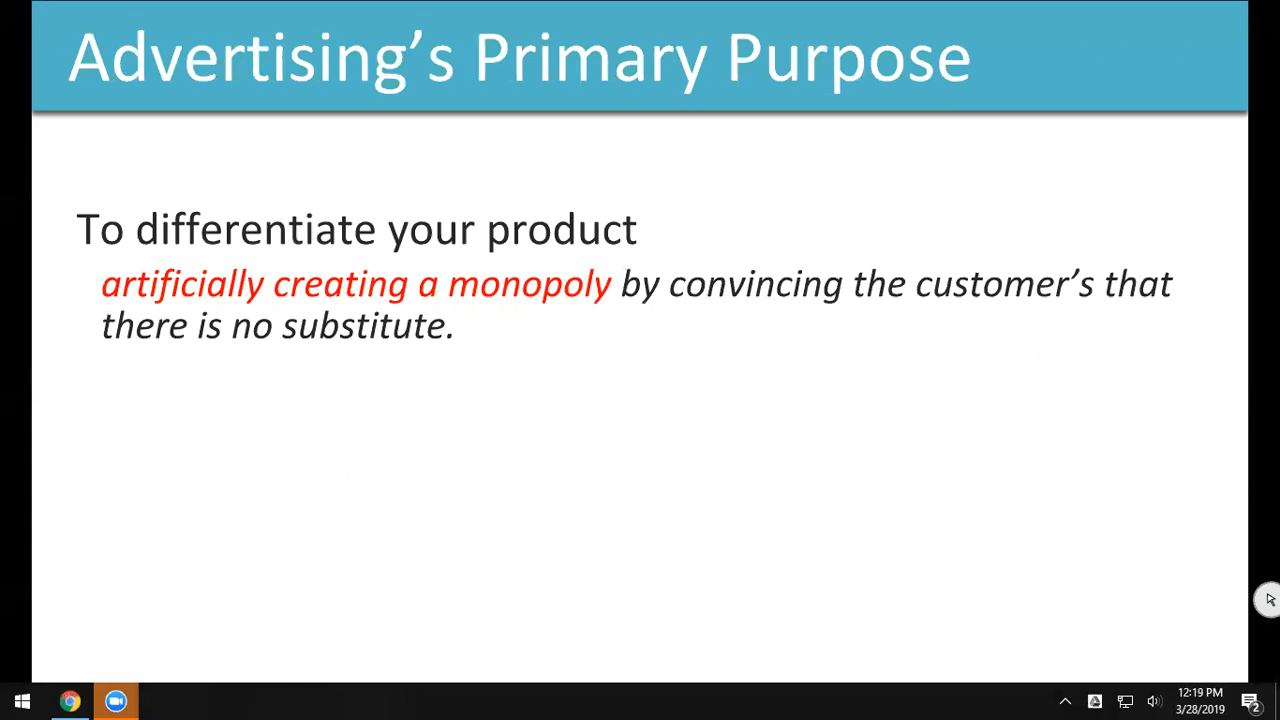 Advertising’s Primary Purpose
To differentiate your product
artificially creating a monopoly by convincing the customer’s that
there is no substitute.
12:19 PM
3/28/2019
2